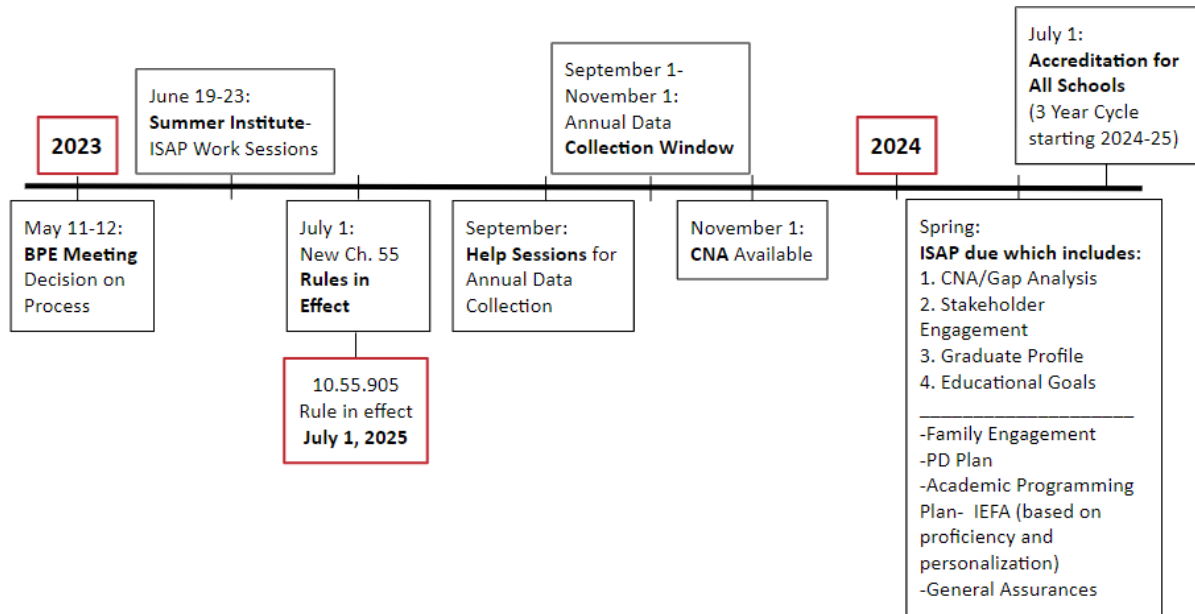 2023
June 19-23:
Summer Institute-
ISAP Work Sessions
September 1-
November 1:
Annual Data
Collection Window
2024
July 1:
Accreditation for
All Schools
(3 Year Cycle
starting 2024-25)
May 11-12:
BPE Meeting
Decision on
Process
July 1:
New Ch. 55
Rules in
Effect
10.55.905
Rule in effect
July 1, 2025
September:
Help Sessions for
Annual Data
Collection
November 1:
CNA Available
Spring:
ISAP due which includes:
1. CNA/Gap Analysis
2. Stakeholder
Engagement
3. Graduate Profile
4. Educational Goals
____________________
-Family Engagement
-PD Plan
-Academic Programming
Plan- IEFA (based on
proficiency and
personalization)
-General Assurances